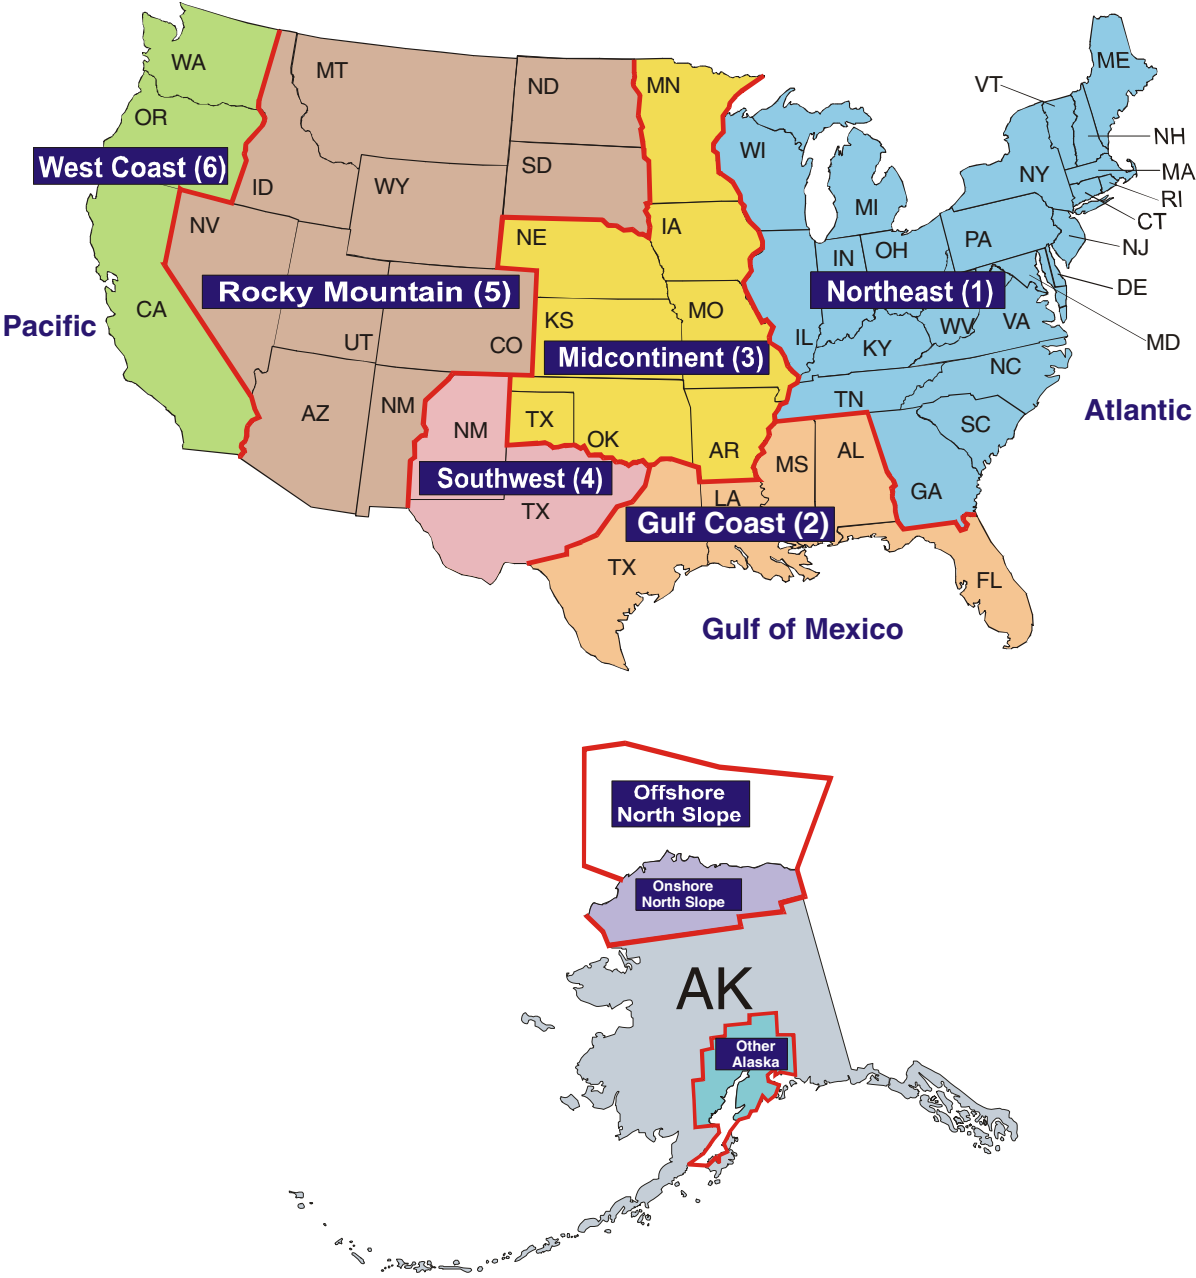 WA
MT
ND
MN
ME
VT
OR
WI
NH
West Coast (6)
SD
MA
NY
ID
WY
RI
MI
CT
NV
NE
IA
PA
NJ
OH
IN
Rocky Mountain (5)
Northeast (1)
DE
CA
KS
MO
WV
VA
Pacific
UT
CO
IL
KY
MD
Midcontinent (3)
NC
TN
Atlantic
AZ
NM
NM
TX
OK
AR
MS
AL
SC
Southwest (4)
GA
LA
TX
Gulf Coast (2)
TX
FL
Gulf of Mexico
Offshore
North Slope
Onshore
North Slope
AK
Other
Alaska